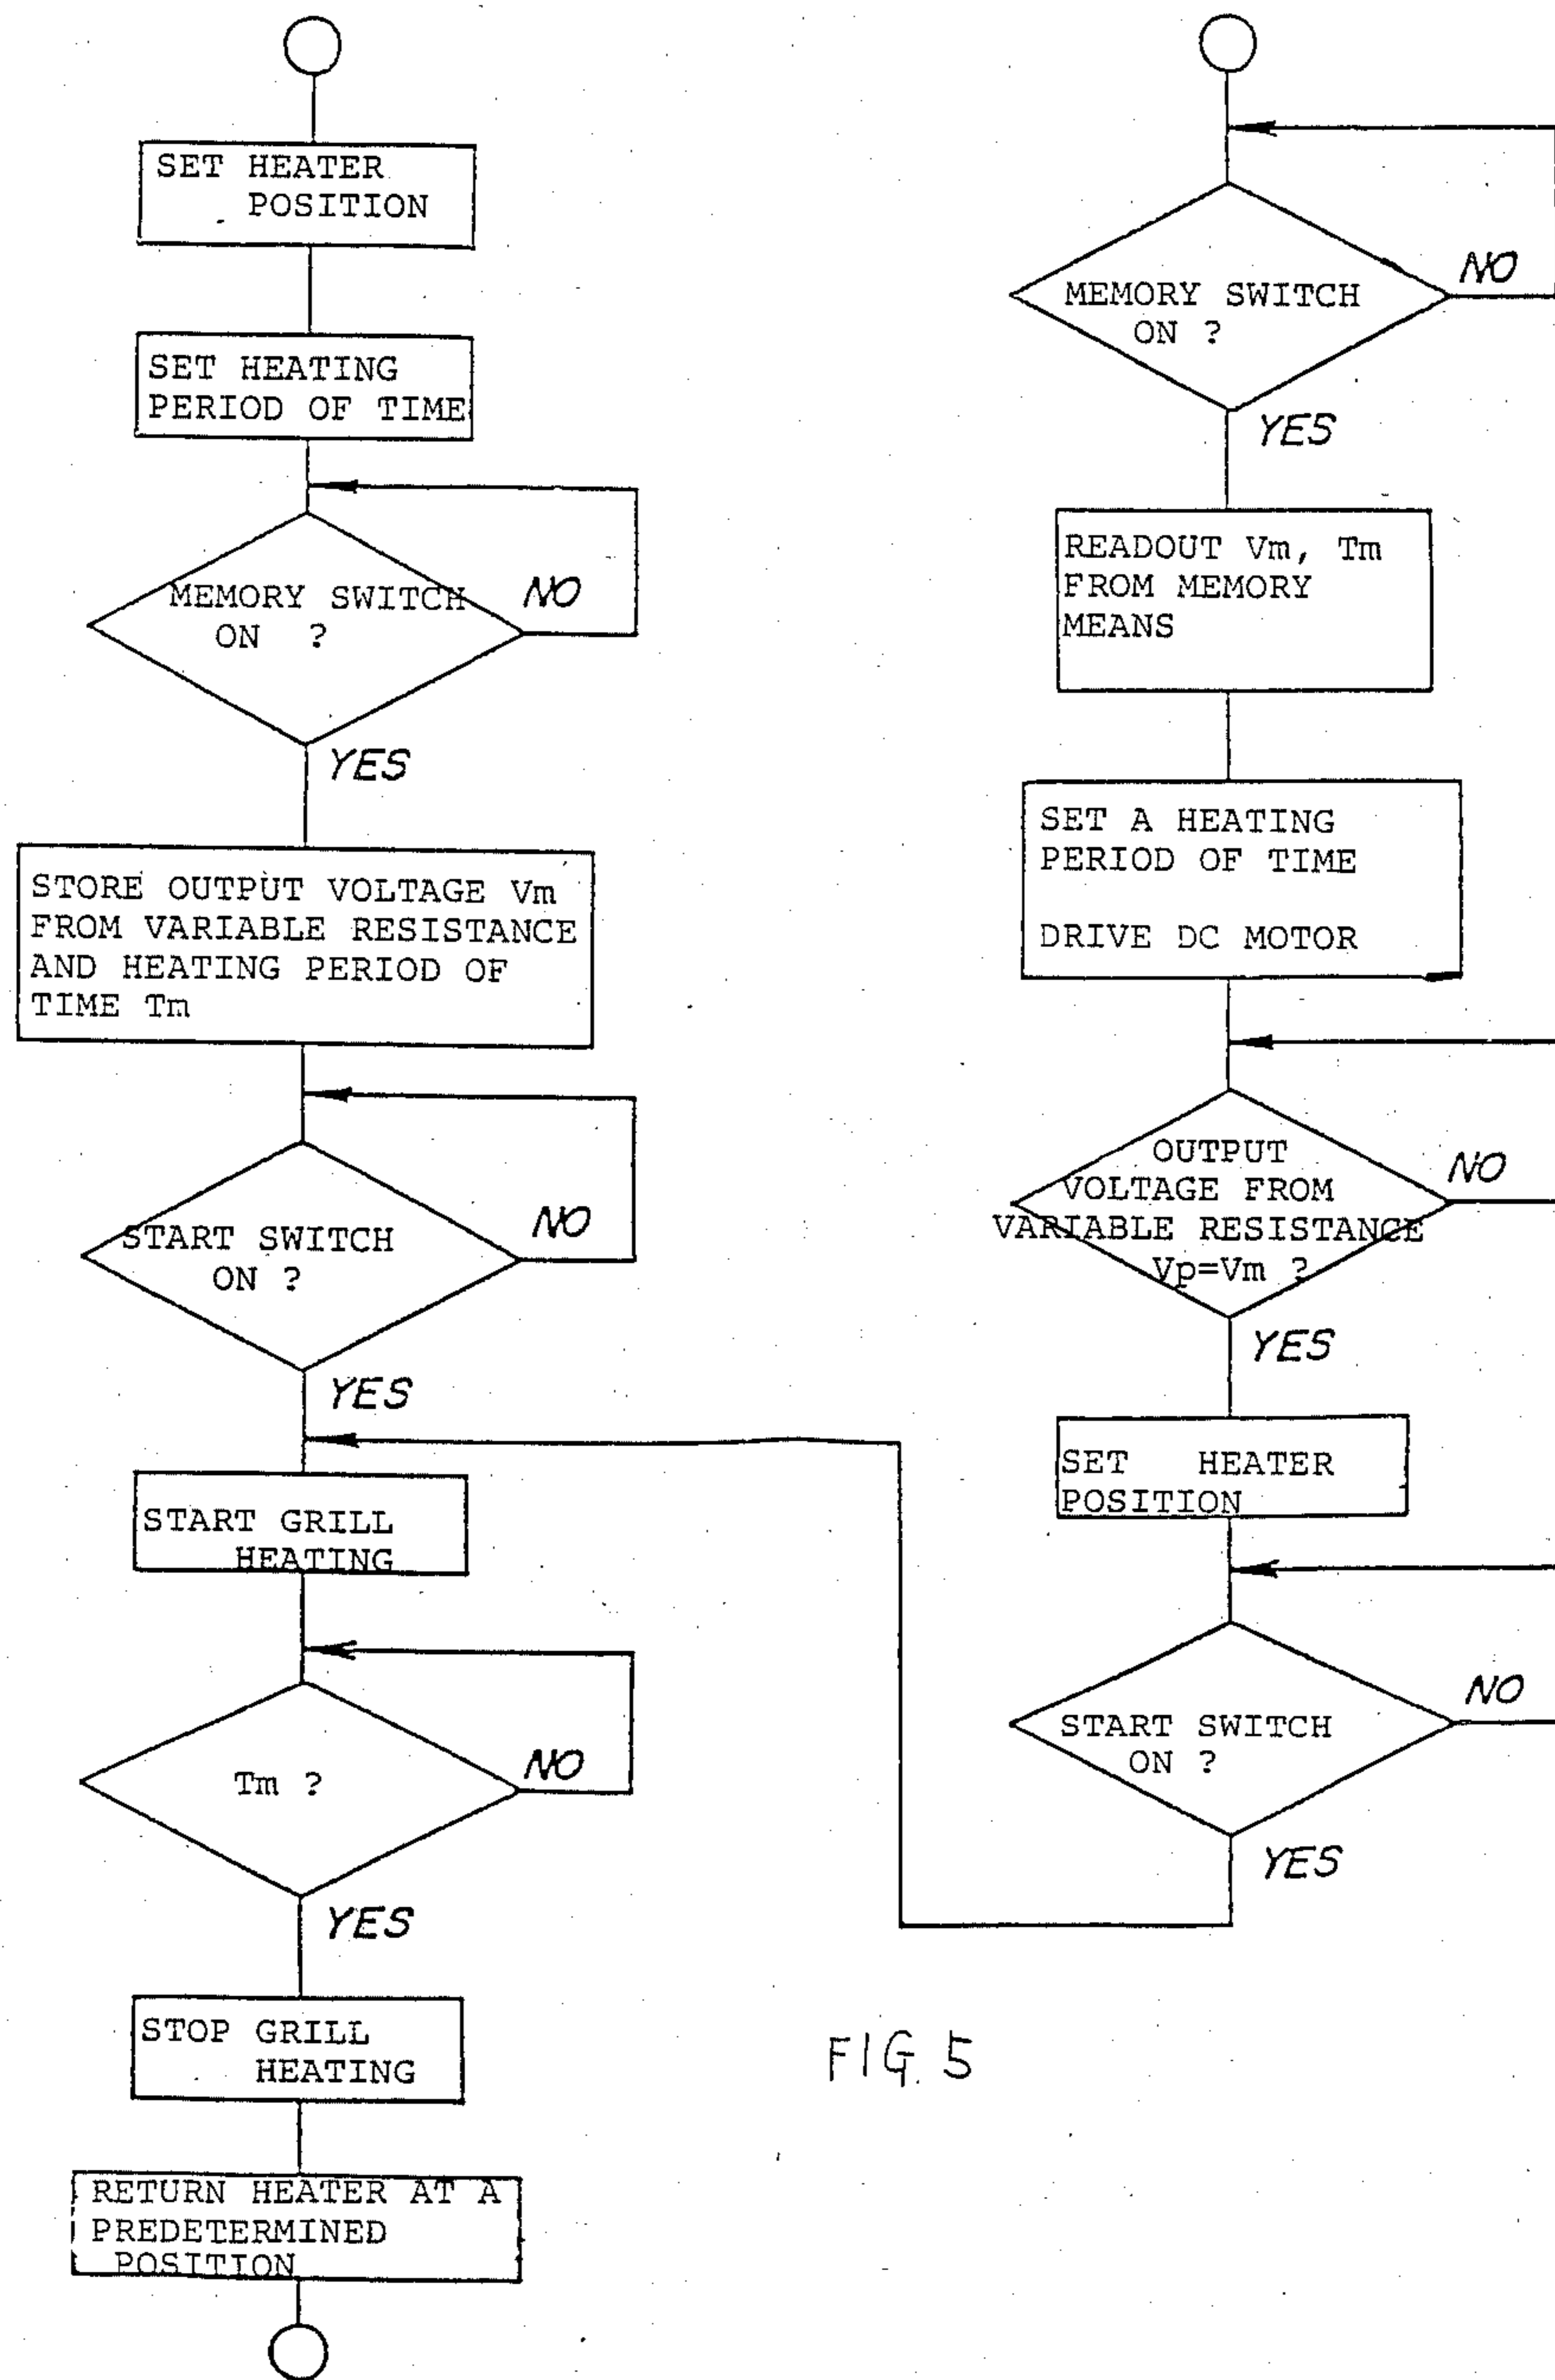 SET HEATER
POSITION
SET HEATING
PERIOD OF TIME
MEMORY SWITCH
ON ?
NO
YES
STORE OUTPUT VOLTAGE Vm
FROM VARIABLE RESISTANCE
AND HEATING PERIOD OF
TIME Tm
START SWITCH
ON ?
NO
YES
START GRILL
HEATING
Tm ?
NO
YES
STOP GRILL
HEATING
RETURN HEATER AT A
PREDETERMINED
POSITION
MEMORY SWITCH
ON ?
NO
YES
READOUT Vm, Tm
FROM MEMORY
MEANS
SET A HEATING
PERIOD OF TIME
DRIVE DC MOTOR
OUTPUT
VOLTAGE FROM
VARIABLE RESISTANCE
Vp=Vm ?
NO
YES
SET HEATER
POSITION
START SWITCH
ON ?
NO
YES
FIG. 5